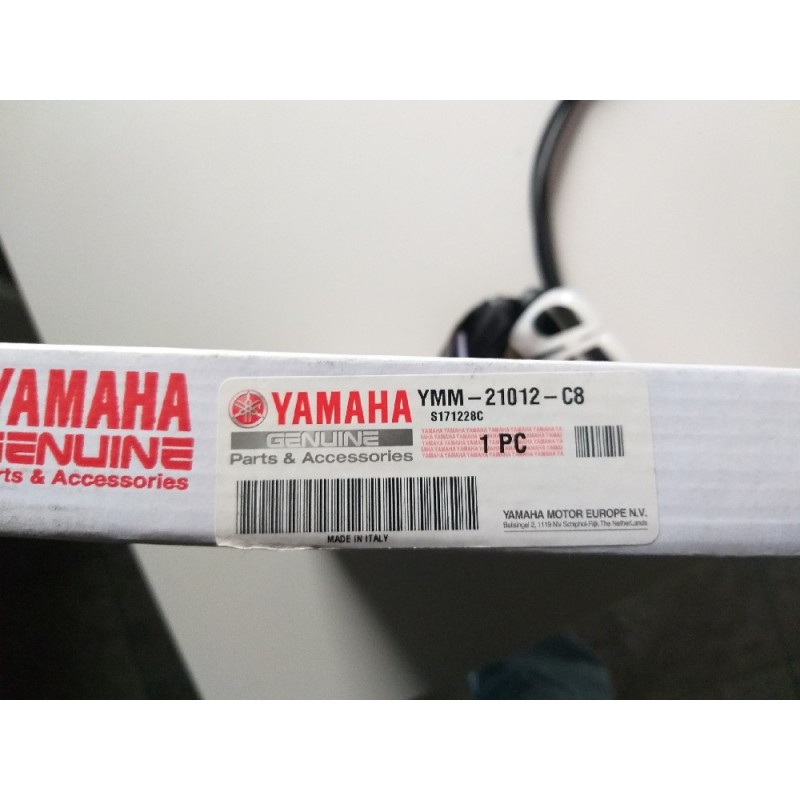 YAMAHA
GENUINE
rts & Accessories
YAMAHA
GENUINE
Parts & Accessories
MADE IN ITALY
YMM-21012-C8
S171228C
1 PC
YAMAHA MOTOR EUROPE N.V.